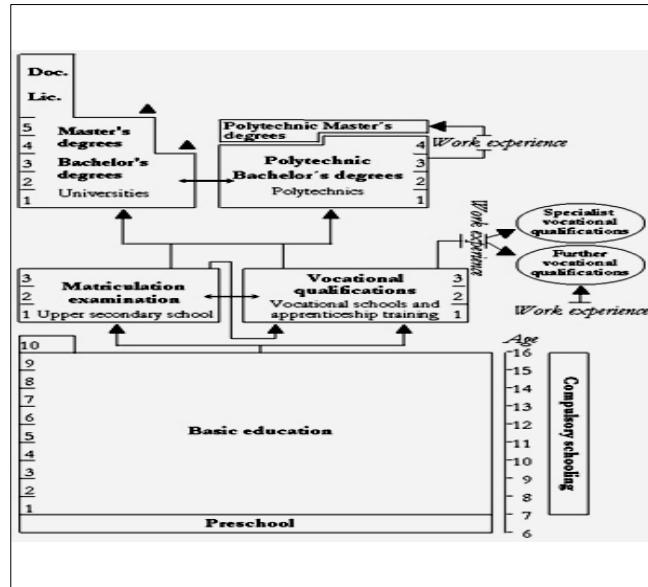 Doc.
Lic.
5
4
3
2
1
Master's
degrees
Bachelor's
degrees
Universities
Polytechnic Master´s
degrees
Polytechnic
Bachelor´s degrees
Polytechnics
4
3
2
1
Work experience
3
2
1
Matriculation
examination
Upper secondary school
Vocational
qualifications
Vocational schools and
apprenticeship training
3
2
1
Work experience
Specialist
vocational
qualifications
Further
vocational
qualifications
Work experience
10
9
8
7
6
5
4
3
2
1
Basic education
Preschool
Age
16
15
14
13
12
11
10
9
8
7
6
Compulsory schooling